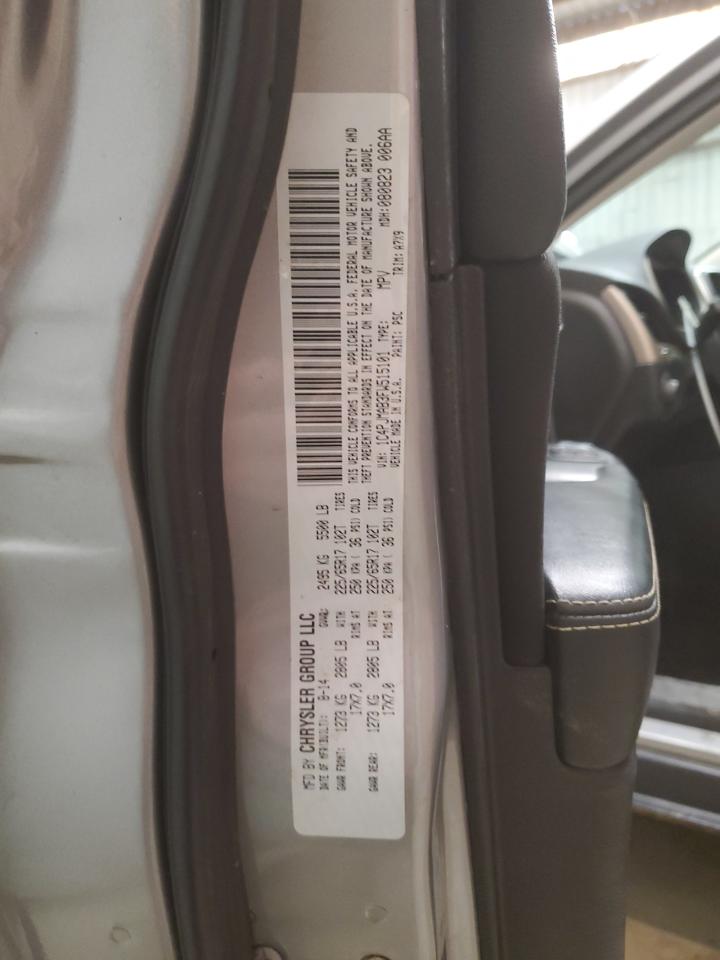 MFD BY CHRYSLER GROUP LLC
DATE OF MFR(BUILT): 8-14 GVWR: 2495 KG 5500 LB
GAWR FRONT: 1273 KG 2805 LB WITH 225/65R17 102T TIRES
17X7.0 RIMS AT 250 KPA ( 36 PSI) COLD
GAWR REAR: 1273 KG 2805 LB WITH 225/65R17 102T TIRES
17X7.0 RIMS AT 250 KPA ( 36 PSI) COLD
THIS VEHICLE CONFORMS TO ALL APPLICABLE U.S.A. FEDERAL MOTOR VEHICLE SAFETY AND
THEFT PREVENTION STANDARDS IN EFFECT ON THE DATE OF MANUFACTURE SHOWN ABOVE.
VIN: 1C4PJMAB3FW515101 TYPE: MPV MDH:080823 006AA
VEHICLE MADE IN U.S.A. PAINT: PSC TRIM: A7X9